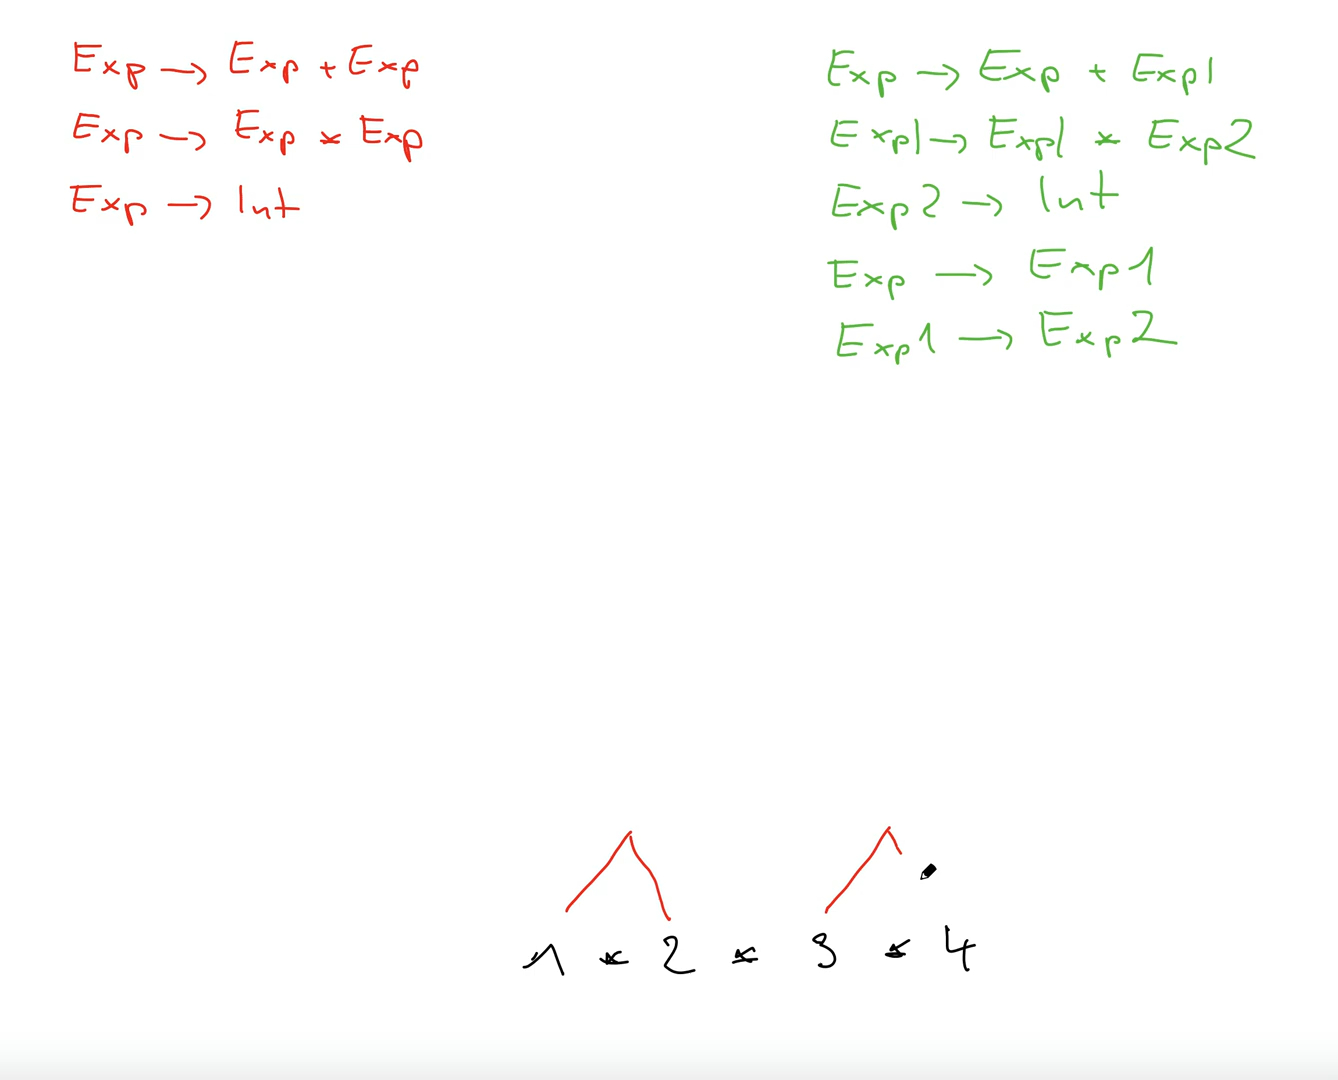 Exp → Exp + Exp
Exp → Exp * Exp
Exp → Int
Exp → Exp + Exp1
Exp1 → Exp1 * Exp2
Exp2 → Int
Exp → Exp1
Exp1 → Exp2
1 * 2 * 3 * 4